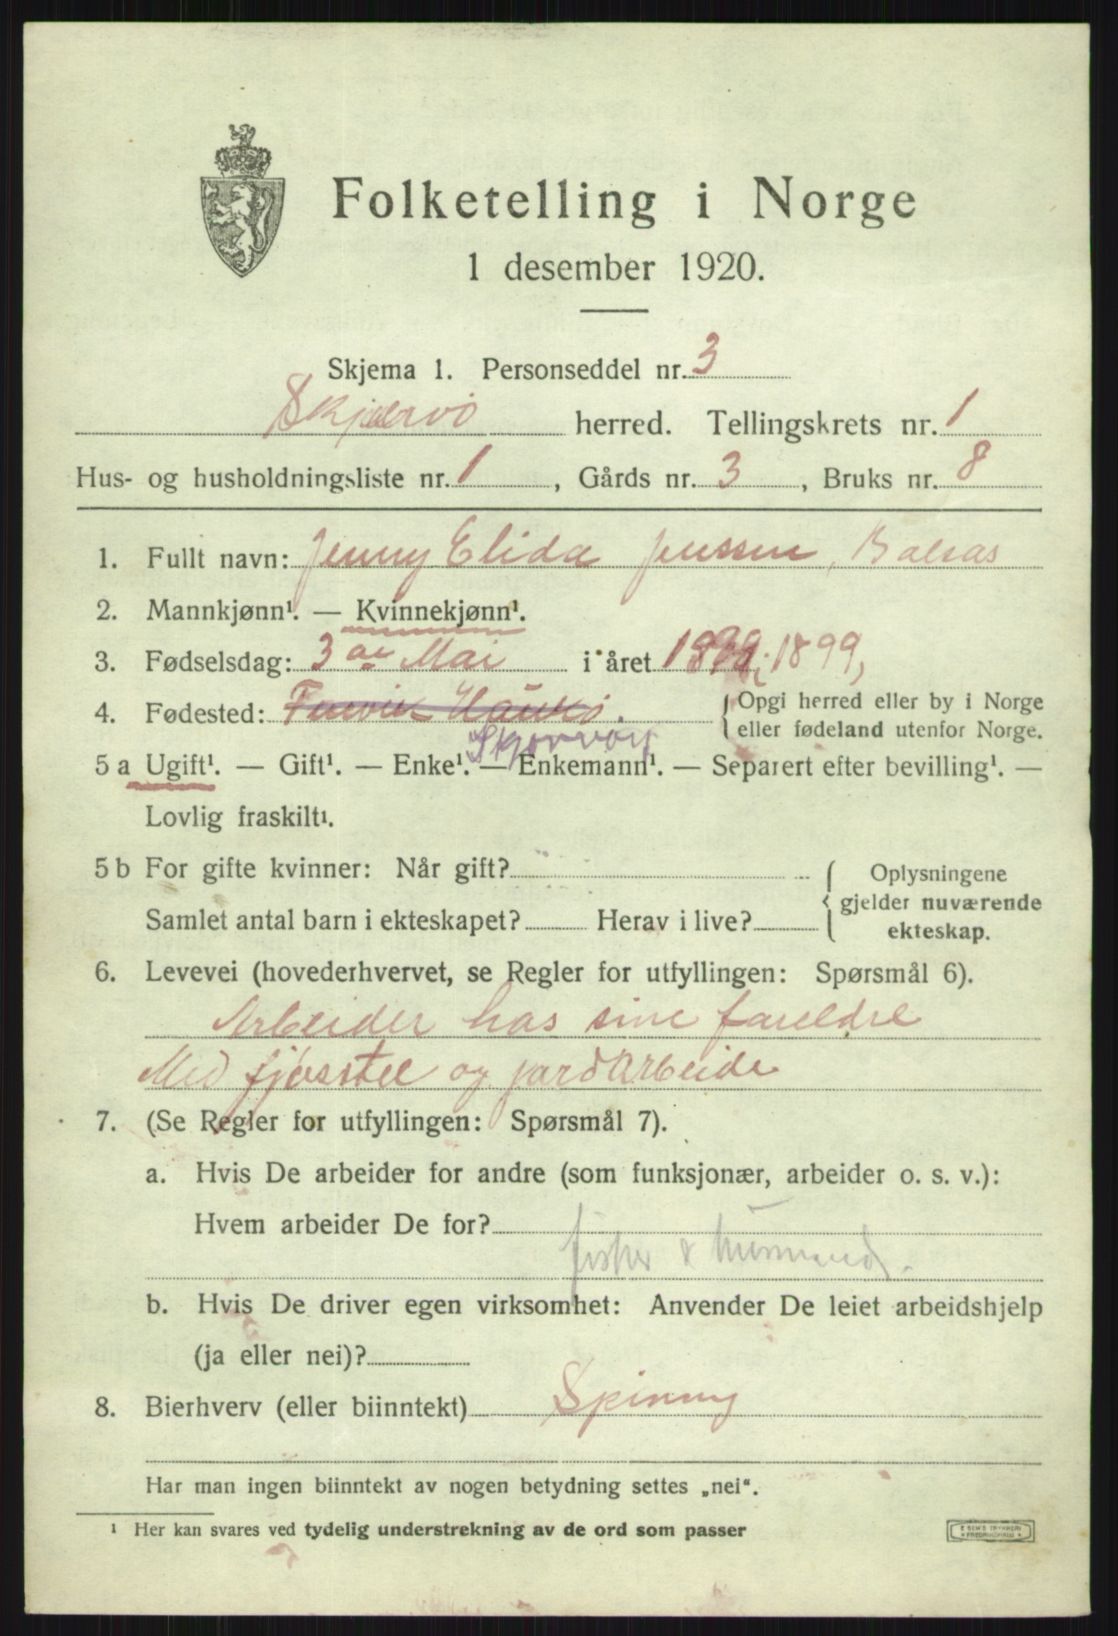 Folketelling i Norge
1 desember 1920.
Skjema 1. Personseddel nr. 3
Skjærvö herred. Tellingskrets nr. 1
Hus- og husholdningsliste nr. 1, Gårds nr. 3, Bruks nr. 8
1. Fullt navn: Jenny Elida Jenssen,
2. Mannkjønn¹. — Kvinnekjønn¹.
3. Fødselsdag: 3 Mai i året 1899,
4. Fødested: {Opgi herred eller by i Norge
eller fødeland utenfor Norge.
Skjervöy
5 a Ugift¹. — Gift¹. — Enke¹. — Enkemann¹. — Separert efter bevilling¹. —
Lovlig fraskilt¹.
5 b For gifte kvinner: Når gift?
Samlet antal barn i ekteskapet? Herav i live?
{Oplysningene
gjelder nuværende
ekteskap.
6. Levevei (hovederhvervet, se Regler for utfyllingen: Spørsmål 6).
Arbeider hos sine foreldre
Med fjøsstel og jordarbeide
7. (Se Regler for utfyllingen: Spørsmål 7).
a. Hvis De arbeider for andre (som funksjonær, arbeider o. s. v.):
Hvem arbeider De for?
fisker &
b. Hvis De driver egen virksomhet: Anvender De leiet arbeidshjelp
(ja eller nei)?
8. Bierhverv (eller biinntekt) Spinning
Har man ingen biinntekt av nogen betydning settes „nei“.
¹ Her kan svares ved tydelig understrekning av de ord som passer